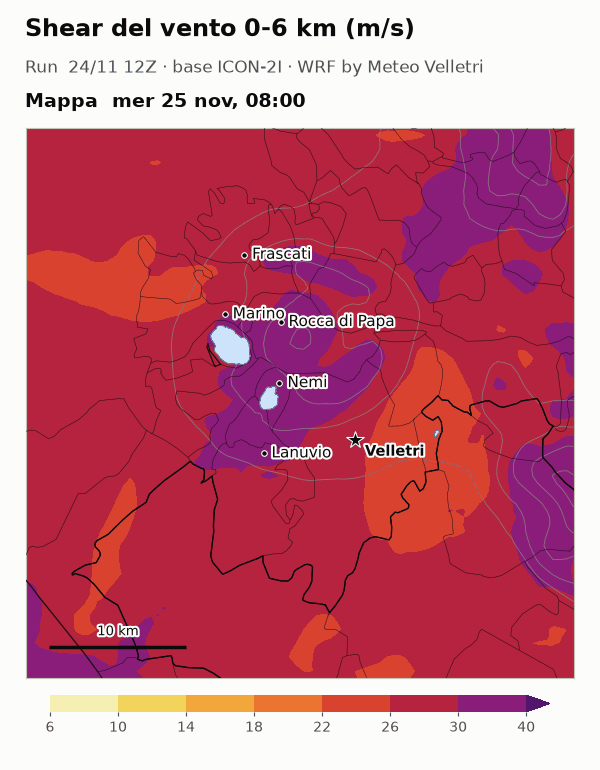 Shear del vento 0-6 km (m/s)
Run  24/11 12Z · base ICON-2I · WRF by Meteo Velletri
Mappa  mer 25 nov, 08:00
Frascati
Marino
Rocca di Papa
Nemi
Velletri
Lanuvio
10 km
6 10 14 18 22 26 30 40